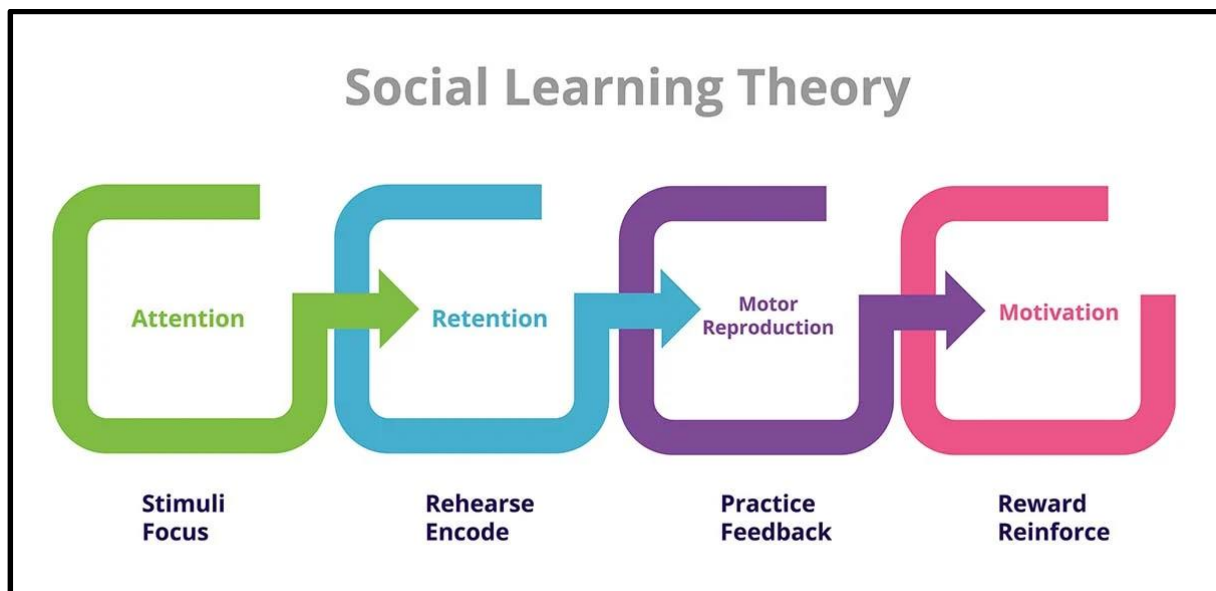 Social Learning Theory
Attention
Retention
Motor
Reproduction
Motivation
Stimuli
Focus
Rehearse
Encode
Practice
Feedback
Reward
Reinforce